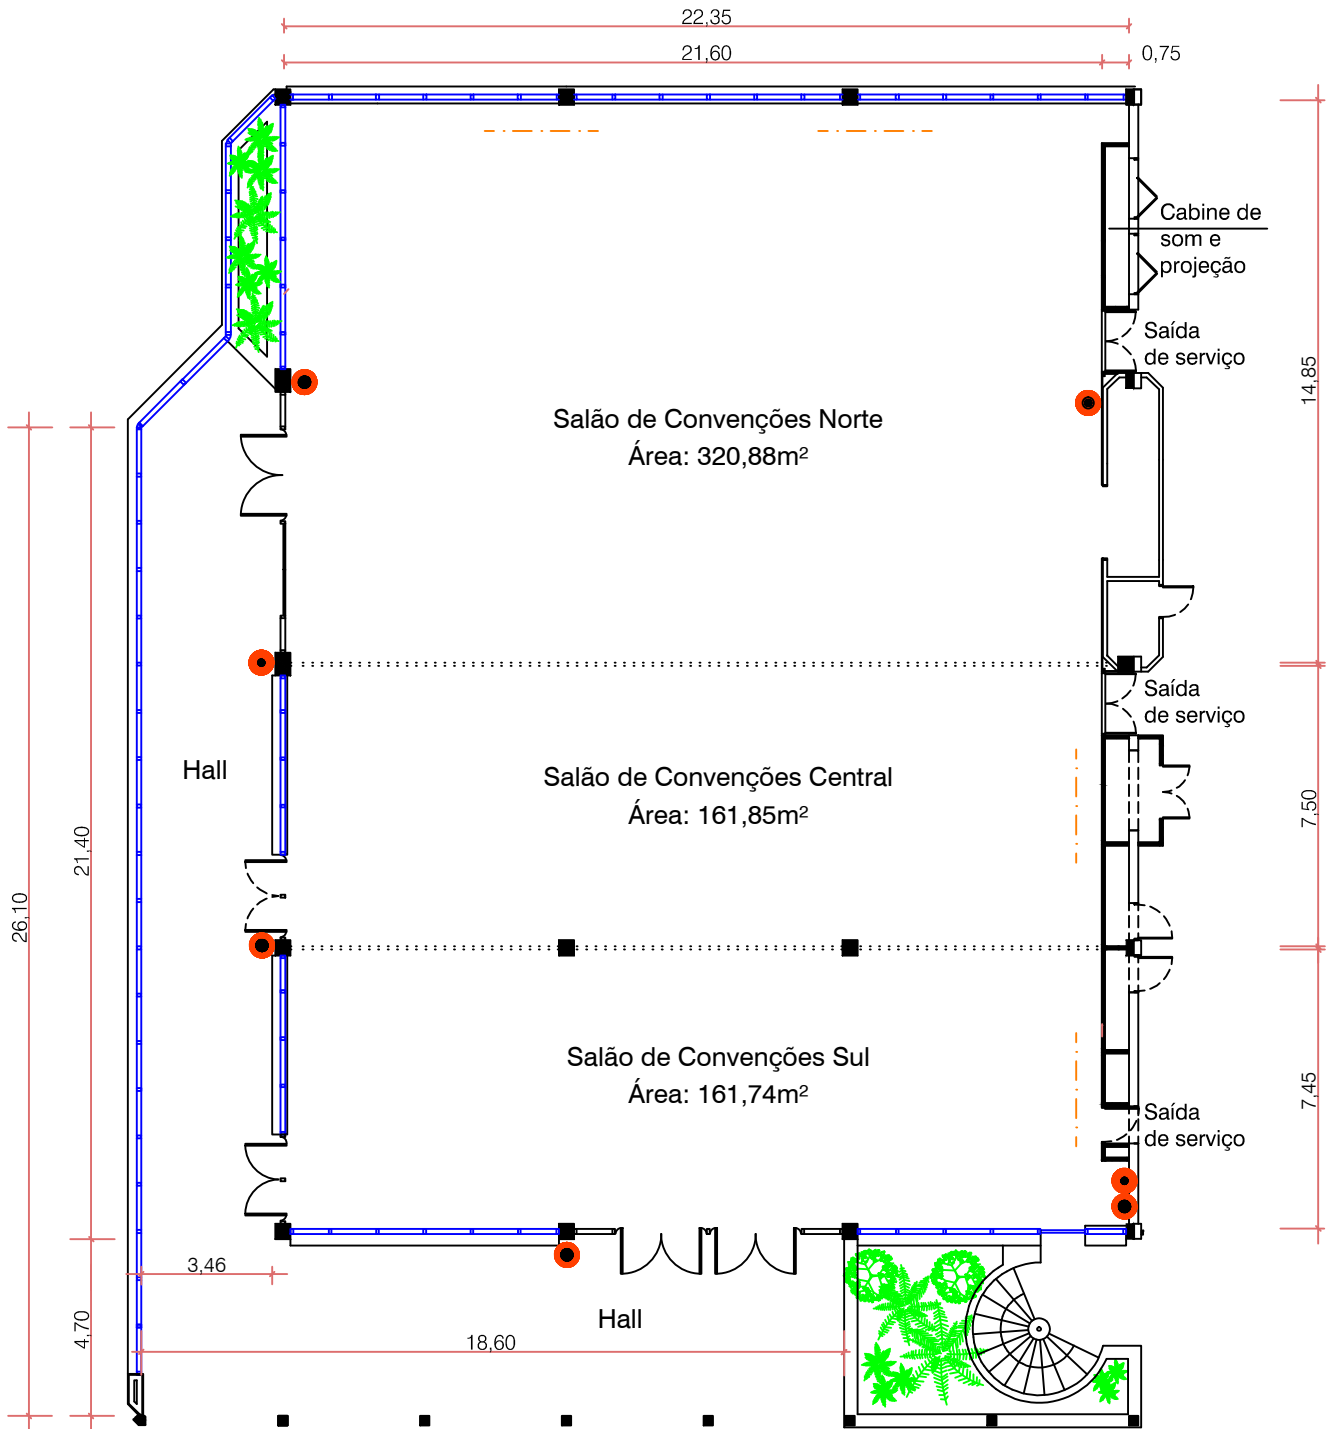 22,35
21,60
0,75
Cabine de
som e
projeção
Saída
de serviço
14,85
Salão de Convenções Norte
Área: 320,88m²
Saída
de serviço
Hall
Salão de Convenções Central
Área: 161,85m²
7,50
21,40
26,10
Salão de Convenções Sul
Área: 161,74m²
7,45
Saída
de serviço
3,46
4,70
Hall
18,60